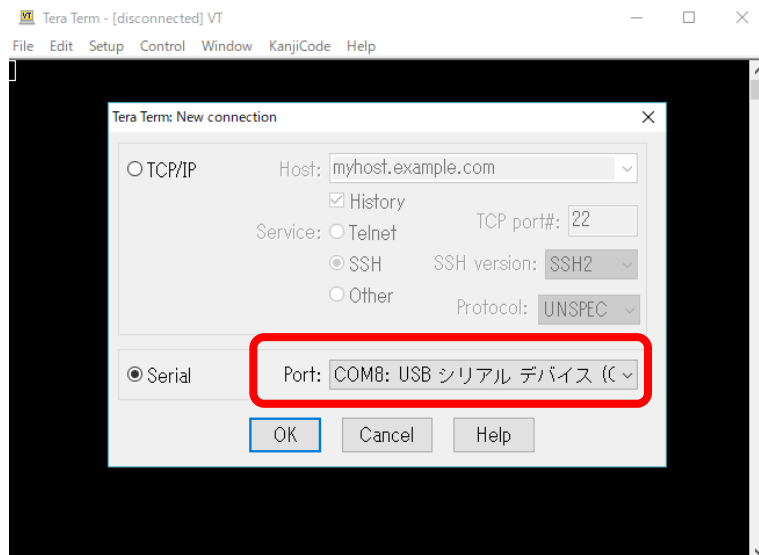 VT Tera Term - [disconnected] VT
File Edit Setup Control Window KanjiCode Help
Tera Term: New connection
TCP/IP Host: myhost.example.com
History
Service: Telnet TCP port#: 22
SSH SSH version: SSH2
Other Protocol: UNSPEC
Serial Port: COM8: USB シリアル デバイス (C
OK Cancel Help